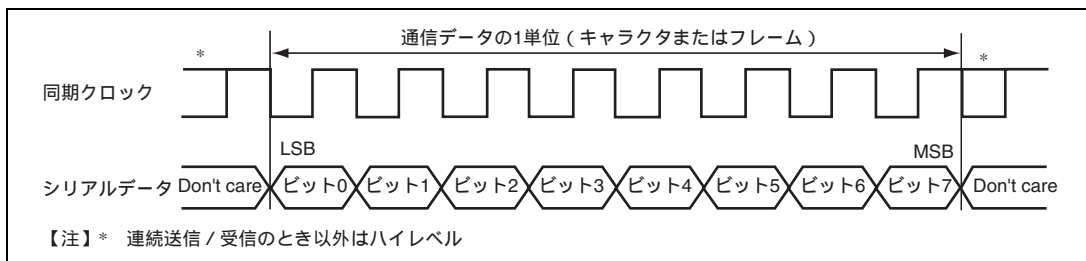 通信データの1単位（キャラクタまたはフレーム）
* *
同期クロック
LSB MSB
シリアルデータ Don't care ビット0 ビット1 ビット2 ビット3 ビット4 ビット5 ビット6 ビット7 Don't care
【注】* 連続送信／受信のとき以外はハイレベル